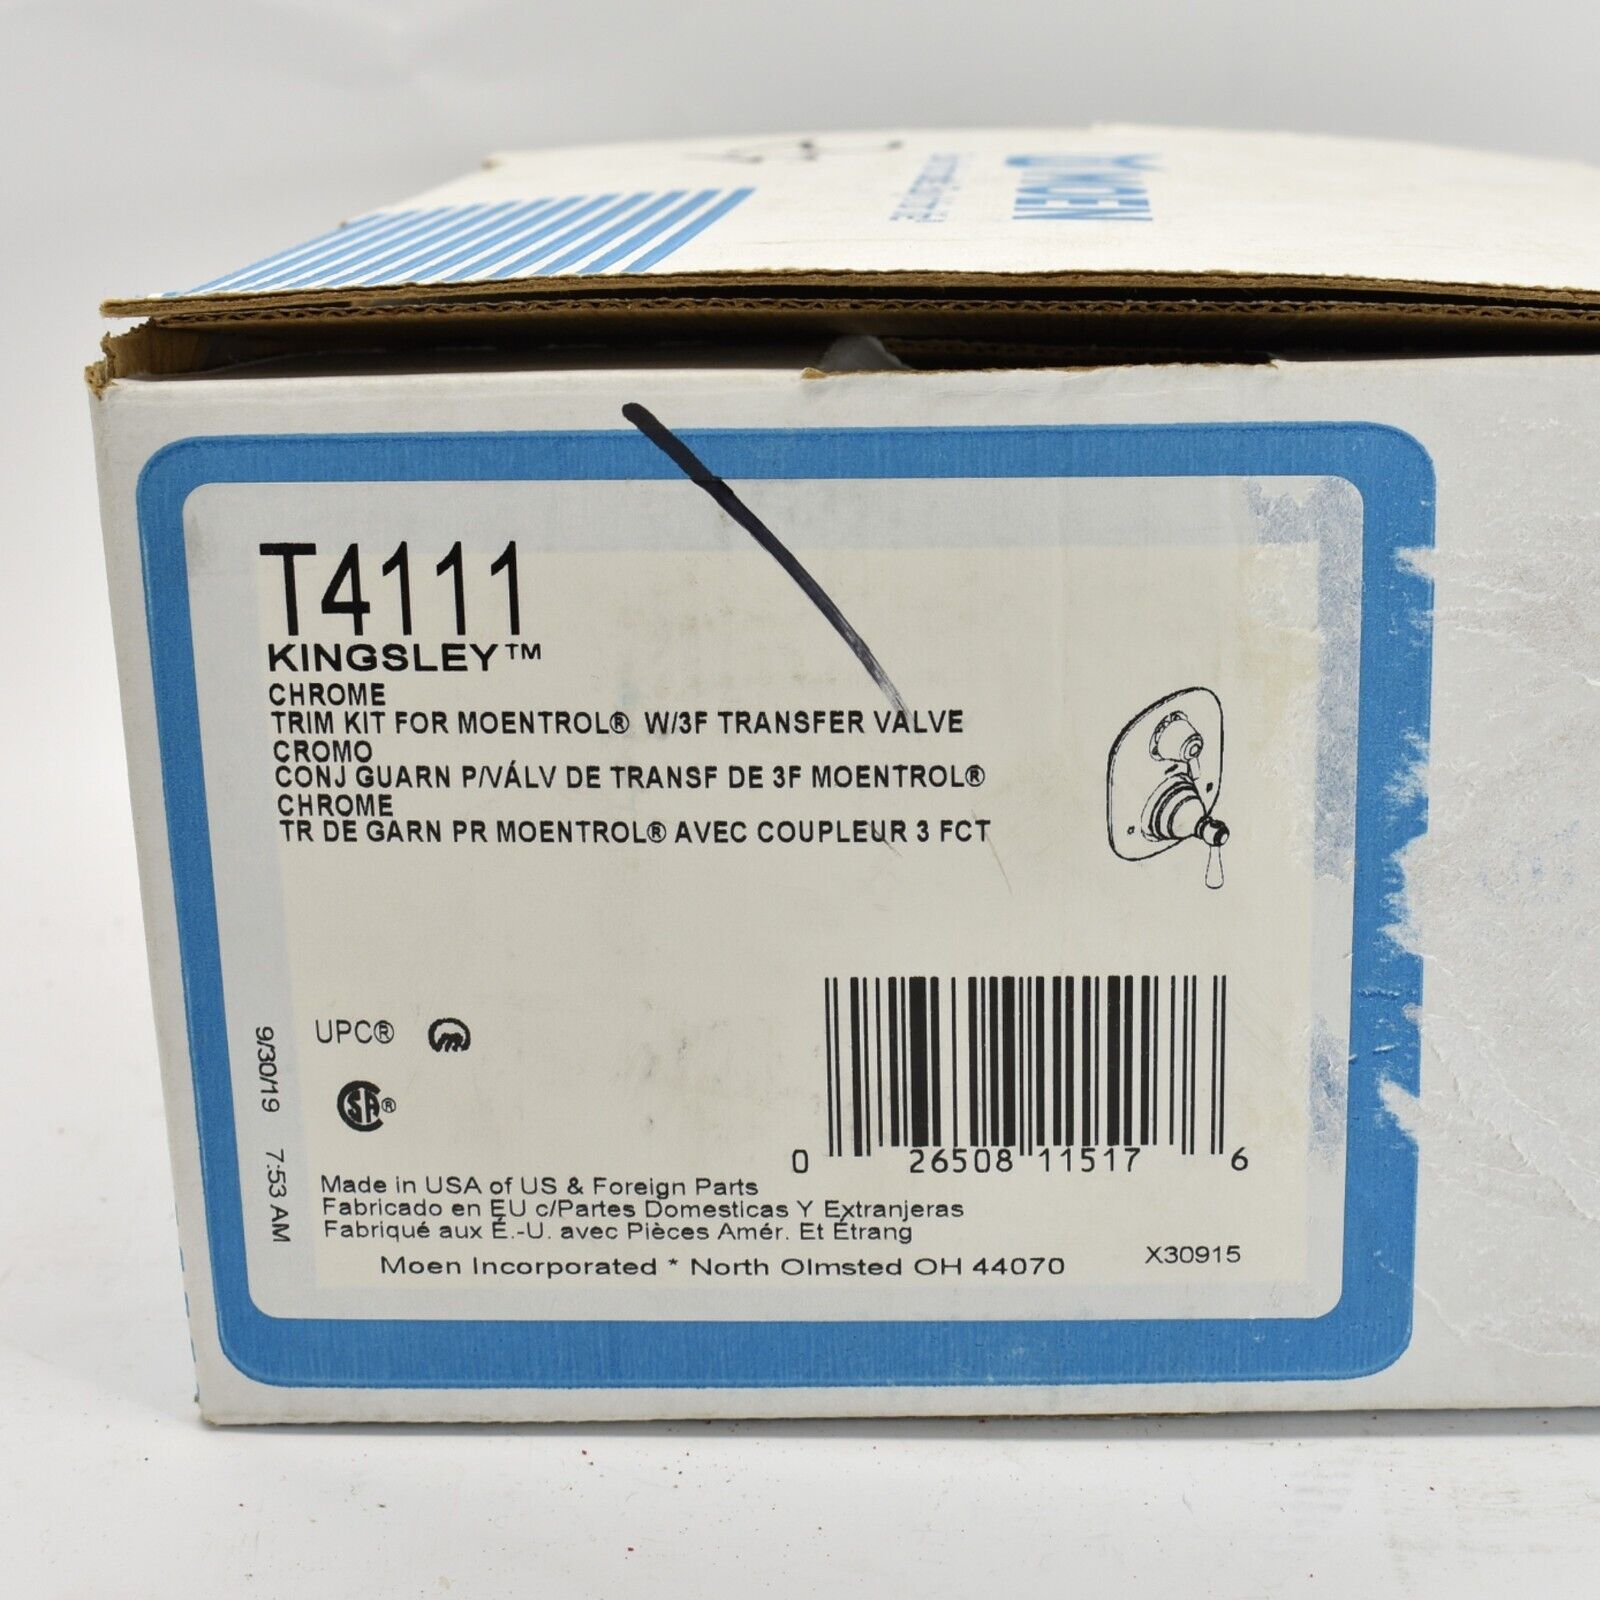 MOEN
T4111
KINGSLEY™
CHROME
TRIM KIT FOR MOENTROL® W/3F TRANSFER VALVE
CROMO
CONJ GUARN P/VÁLV DE TRANSF DE 3F MOENTROL®
CHROME
TR DE GARN PR MOENTROL® AVEC COUPLEUR 3 FCT
UPC®
CSA®
9/30/19 7:53 AM
0 26508 11517 6
Made in USA of US & Foreign Parts
Fabricado en EU c/Partes Domesticas Y Extranjeras
Fabriqué aux É.-U. avec Pièces Amér. Et Étrang
Moen Incorporated * North Olmsted OH 44070
X30915